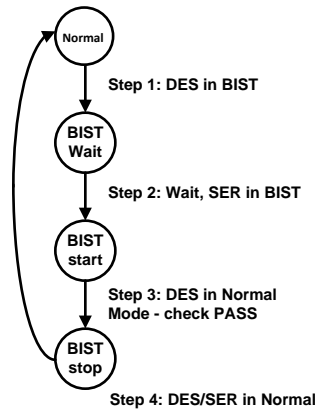 Normal
Step 1: DES in BIST
BIST
Wait
Step 2: Wait, SER in BIST
BIST
start
Step 3: DES in Normal
Mode - check PASS
BIST
stop
Step 4: DES/SER in Normal